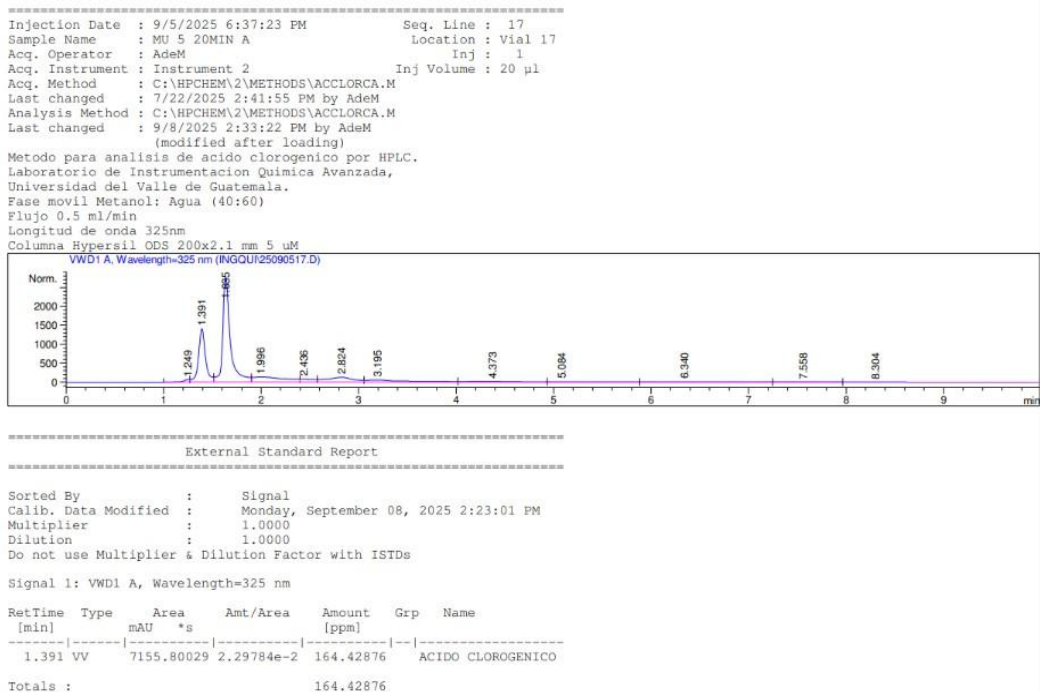 ==============================================================
Injection Date : 9/5/2025 6:37:23 PM Seq. Line : 17
Sample Name : MU 5 20MIN A Location : Vial 17
Acq. Operator : AdeM Inj : 1
Acq. Instrument : Instrument 2 Inj Volume : 20 µl
Acq. Method : C:\HPCHEM\2\METHODS\ACCLORCA.M
Last changed : 7/22/2025 2:41:55 PM by AdeM
Analysis Method : C:\HPCHEM\2\METHODS\ACCLORCA.M
Last changed : 9/8/2025 2:33:22 PM by AdeM
(modified after loading)
Metodo para analisis de acido clorogenico por HPLC.
Laboratorio de Instrumentacion Quimica Avanzada,
Universidad del Valle de Guatemala.
Fase movil Metanol: Agua (40:60)
Flujo 0.5 ml/min
Longitud de onda 325nm
Columna Hypersil ODS 200x2.1 mm 5 uM
VWD1 A, Wavelength=325 nm (INGQUI\25090517.D)
Norm.
2000
1500
1000
500
0
1.249
1.391
1.635
1.996
2.436
2.824
3.195
4.373
5.084
6.340
7.558
8.304
0 1 2 3 4 5 6 7 8 9 min
==============================================================
External Standard Report
==============================================================
Sorted By : Signal
Calib. Data Modified : Monday, September 08, 2025 2:23:01 PM
Multiplier : 1.0000
Dilution : 1.0000
Do not use Multiplier & Dilution Factor with ISTDs
Signal 1: VWD1 A, Wavelength=325 nm
RetTime Type Area Amt/Area Amount Grp Name
[min] mAU *s [ppm]
-------|------|----------|----------|----------|--|------------------
1.391 VV 7155.80029 2.29784e-2 164.42876 ACIDO CLOROGENICO
Totals : 164.42876